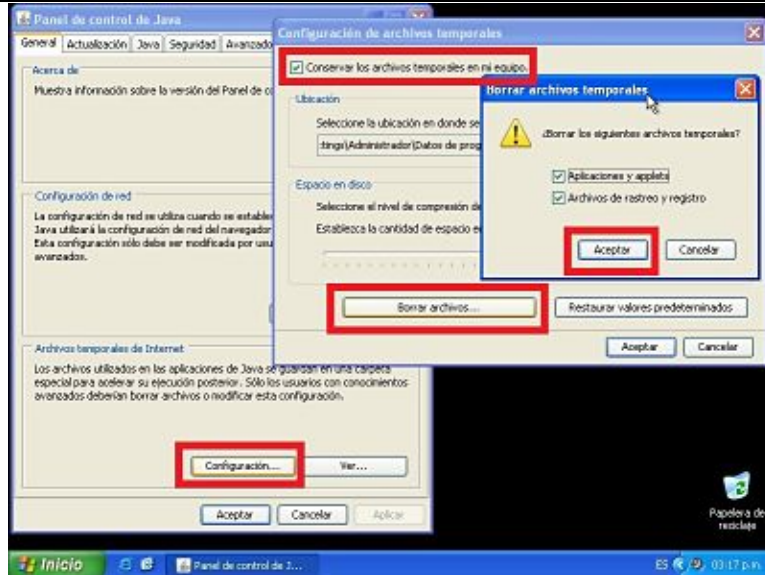 Panel de control de Java
General Actualización Java Seguridad Avanzado
Acerca de
Muestra información sobre la versión del Panel de co
Configuración de red
La configuración de red se utiliza cuando se estable
Java utilizará la configuración de red del navegador
Esta configuración sólo debe ser modificada por usu
avanzados.
Archivos temporales de Internet
Los archivos utilizados en las aplicaciones de Java se guardan en una carpeta
especial para acelerar su ejecución posterior. Sólo los usuarios con conocimientos
avanzados deberían borrar archivos o modificar esta configuración.
Configuración... Ver...
Aceptar Cancelar Aplicar
Configuración de archivos temporales
Conservar los archivos temporales en mi equipo.
Ubicación
Seleccione la ubicación en donde se
:tings\Administrador\Datos de prog
Espacio en disco
Seleccione el nivel de compresión de
Establezca la cantidad de espacio e
Borrar archivos... Restaurar valores predeterminados
Aceptar Cancelar
Borrar archivos temporales
¿Borrar los siguientes archivos temporales?
Aplicaciones y applets
Archivos de rastreo y registro
Aceptar Cancelar
Papelera de
reciclaje
Inicio Panel de control de J... ES 03:17 p.m.